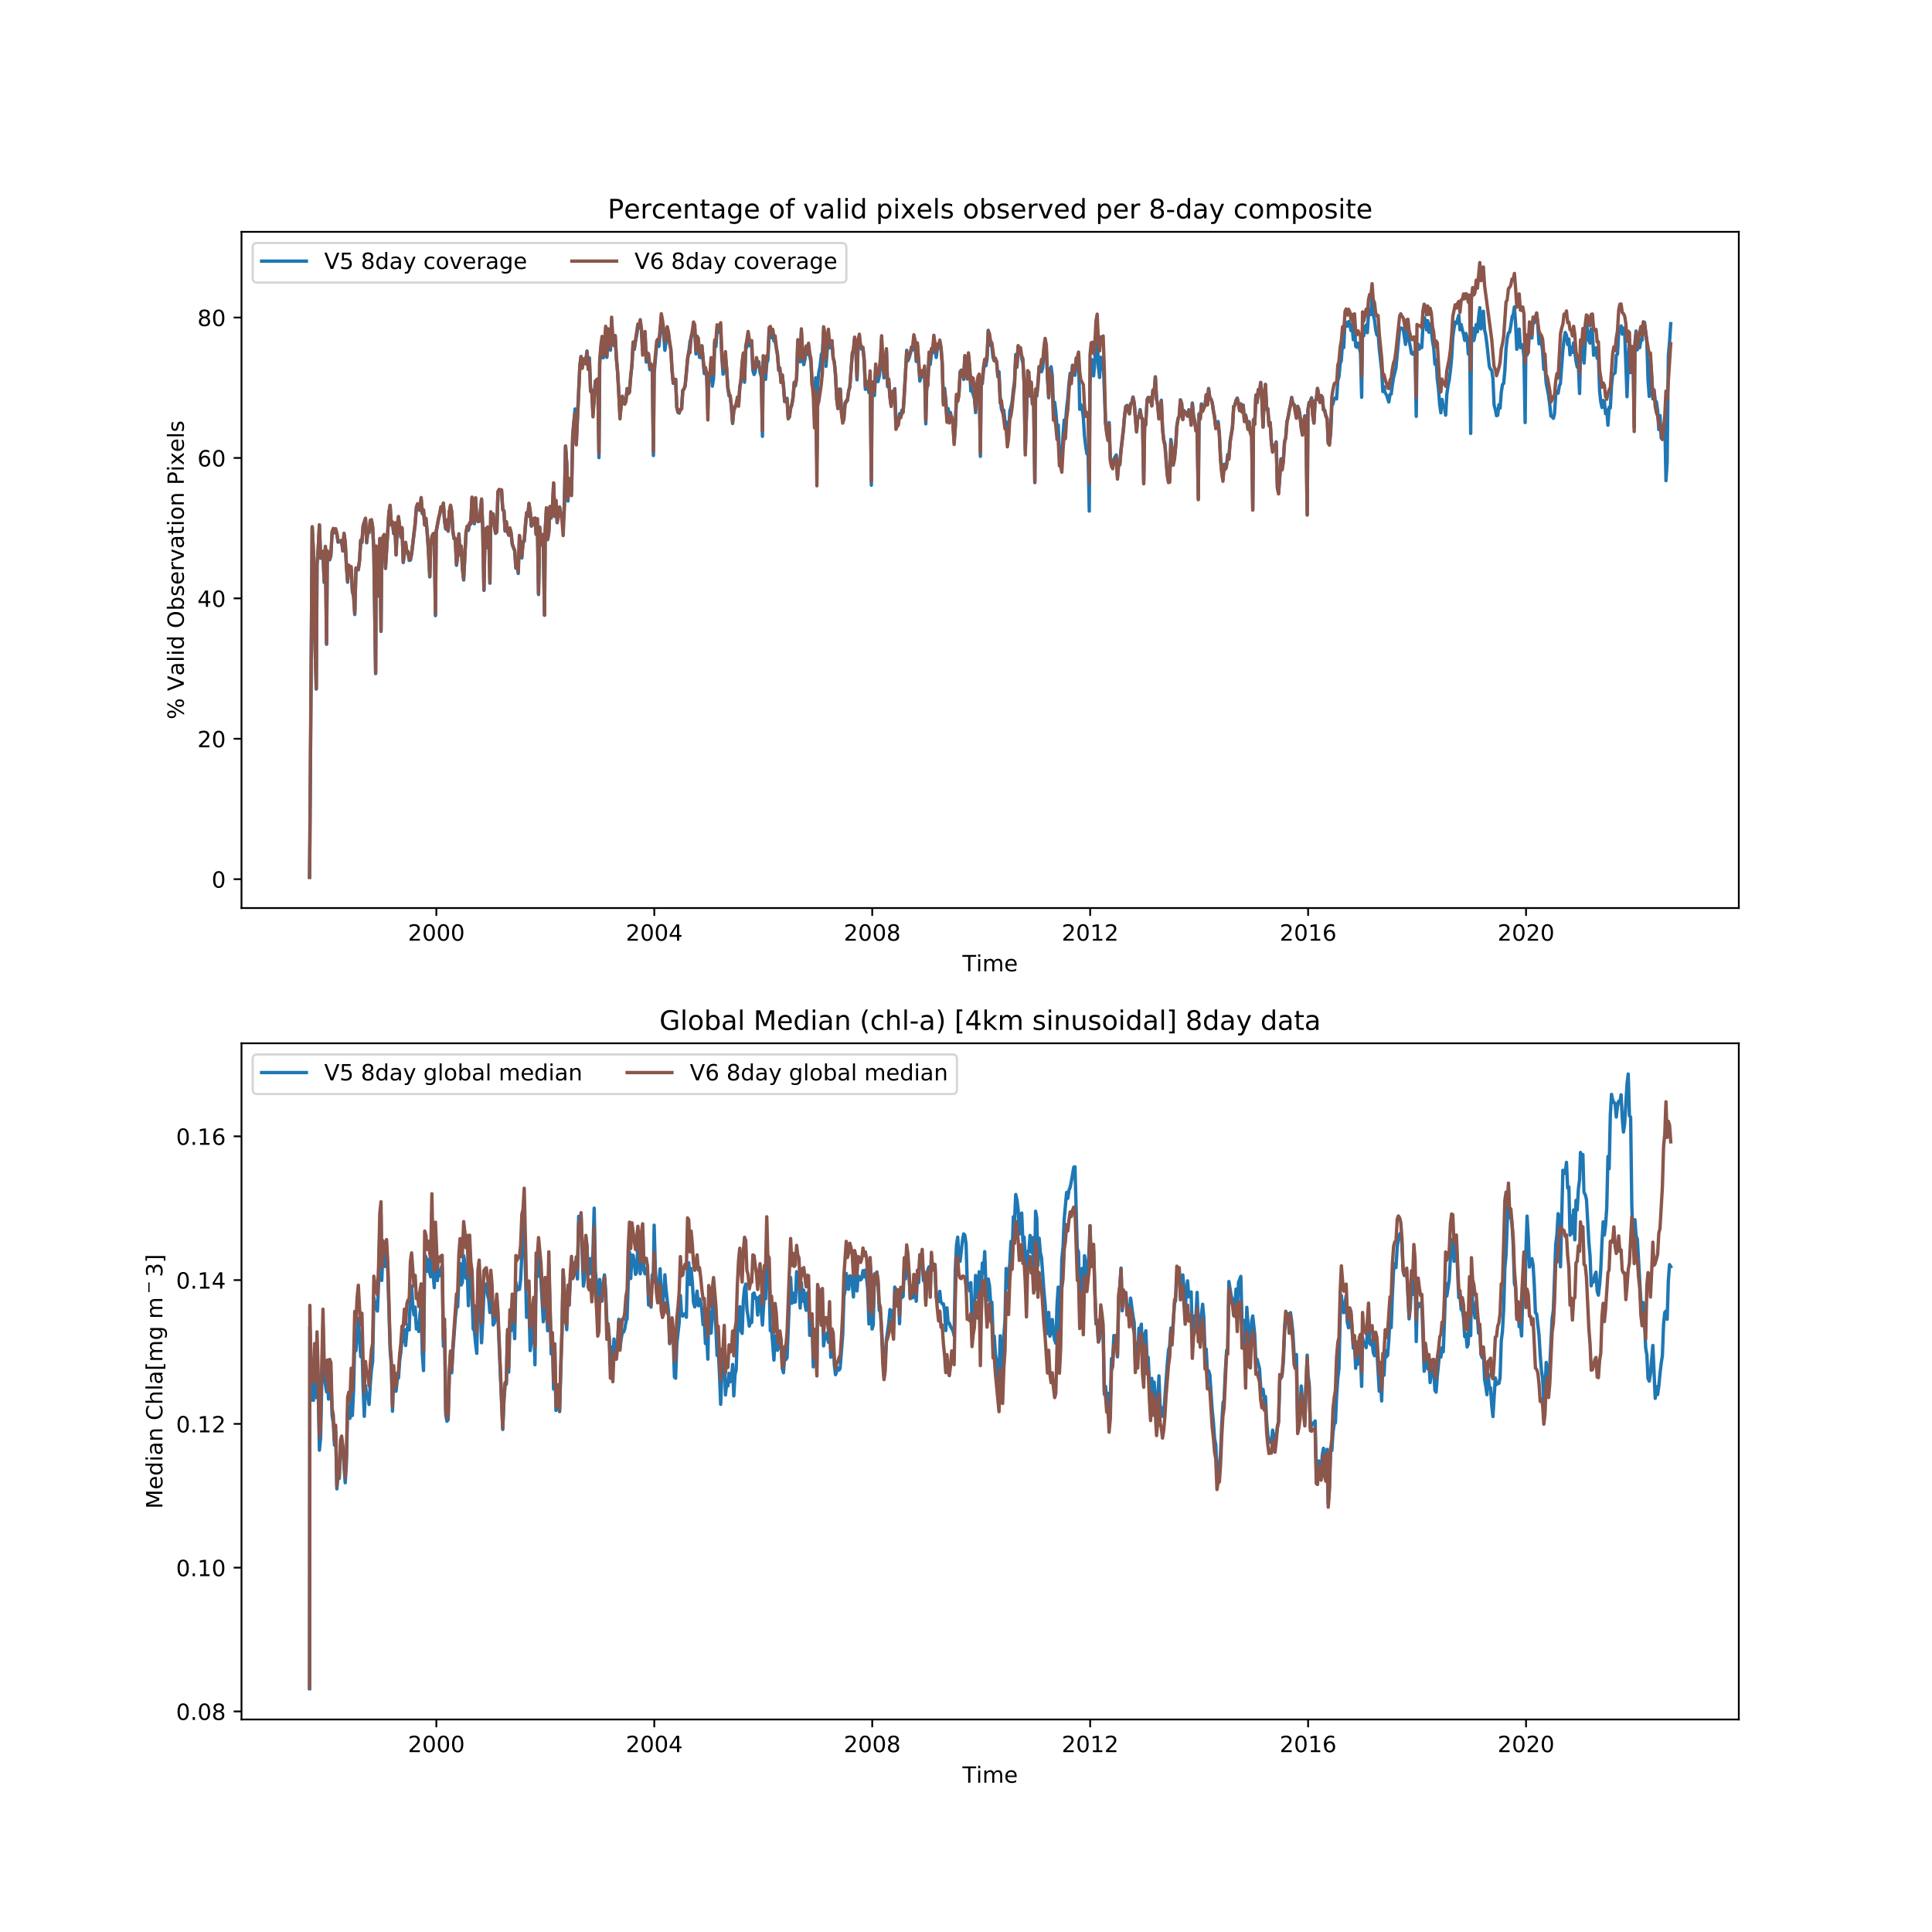 Percentage of valid pixels observed per 8-day composite
V5 8day coverage
V6 8day coverage
80
60
40
20
0
% Valid Observation Pixels
2000
2004
2008
2012
2016
2020
Time
Global Median (chl-a) [4km sinusoidal] 8day data
V5 8day global median
V6 8day global median
0.16
0.14
0.12
0.10
0.08
Median Chla[mg m⁻3]
2000
2004
2008
2012
2016
2020
Time